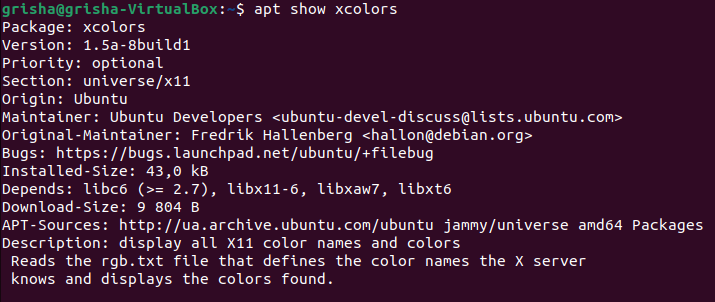 grisha@grisha-VirtualBox:~$ apt show xcolors
Package: xcolors
Version: 1.5a-8build1
Priority: optional
Section: universe/x11
Origin: Ubuntu
Maintainer: Ubuntu Developers <ubuntu-devel-discuss@lists.ubuntu.com>
Original-Maintainer: Fredrik Hallenberg <hallon@debian.org>
Bugs: https://bugs.launchpad.net/ubuntu/+filebug
Installed-Size: 43,0 kB
Depends: libc6 (>= 2.7), libx11-6, libxaw7, libxt6
Download-Size: 9 804 B
APT-Sources: http://ua.archive.ubuntu.com/ubuntu jammy/universe amd64 Packages
Description: display all X11 color names and colors
 Reads the rgb.txt file that defines the color names the X server
 knows and displays the colors found.